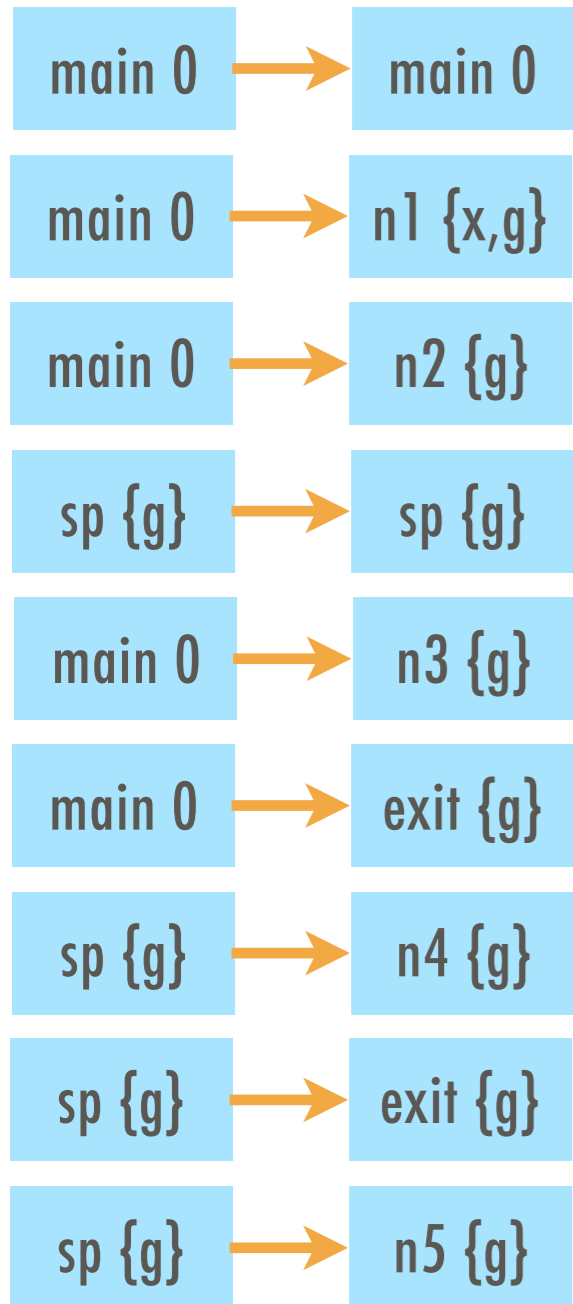 main 0 main 0
main 0 n1 {x,g}
main 0 n2 {g}
sp {g} sp {g}
main 0 n3 {g}
main 0 exit {g}
sp {g} n4 {g}
sp {g} exit {g}
sp {g} n5 {g}